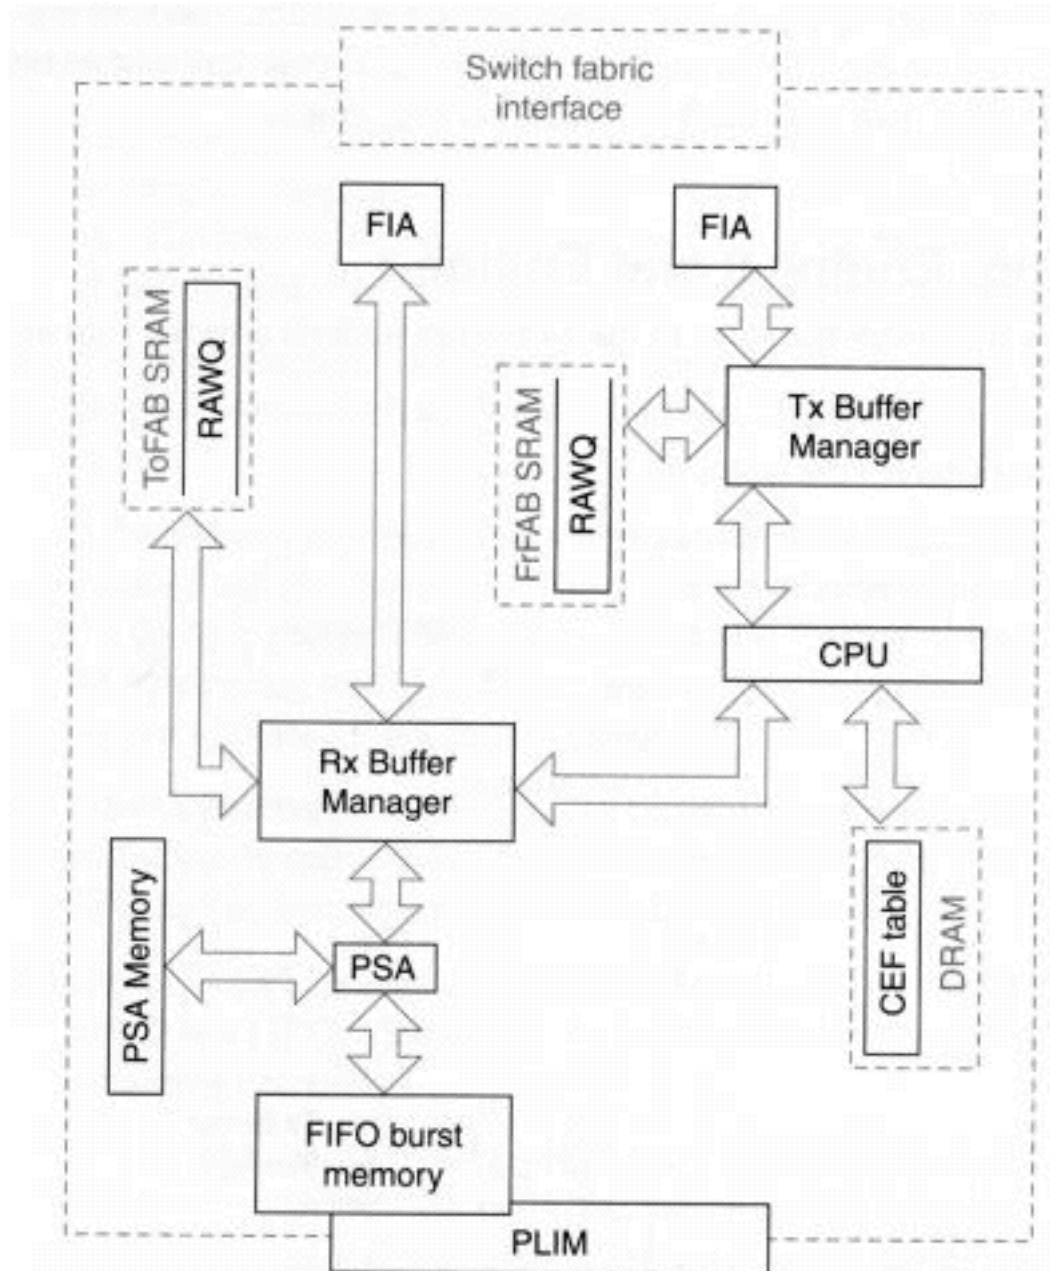 Switch fabric
interface
FIA
FIA
ToFAB SRAM
RAWQ
FrFAB SRAM
RAWQ
Tx Buffer
Manager
CPU
Rx Buffer
Manager
PSA Memory
PSA
CEF table
DRAM
FIFO burst
memory
PLIM